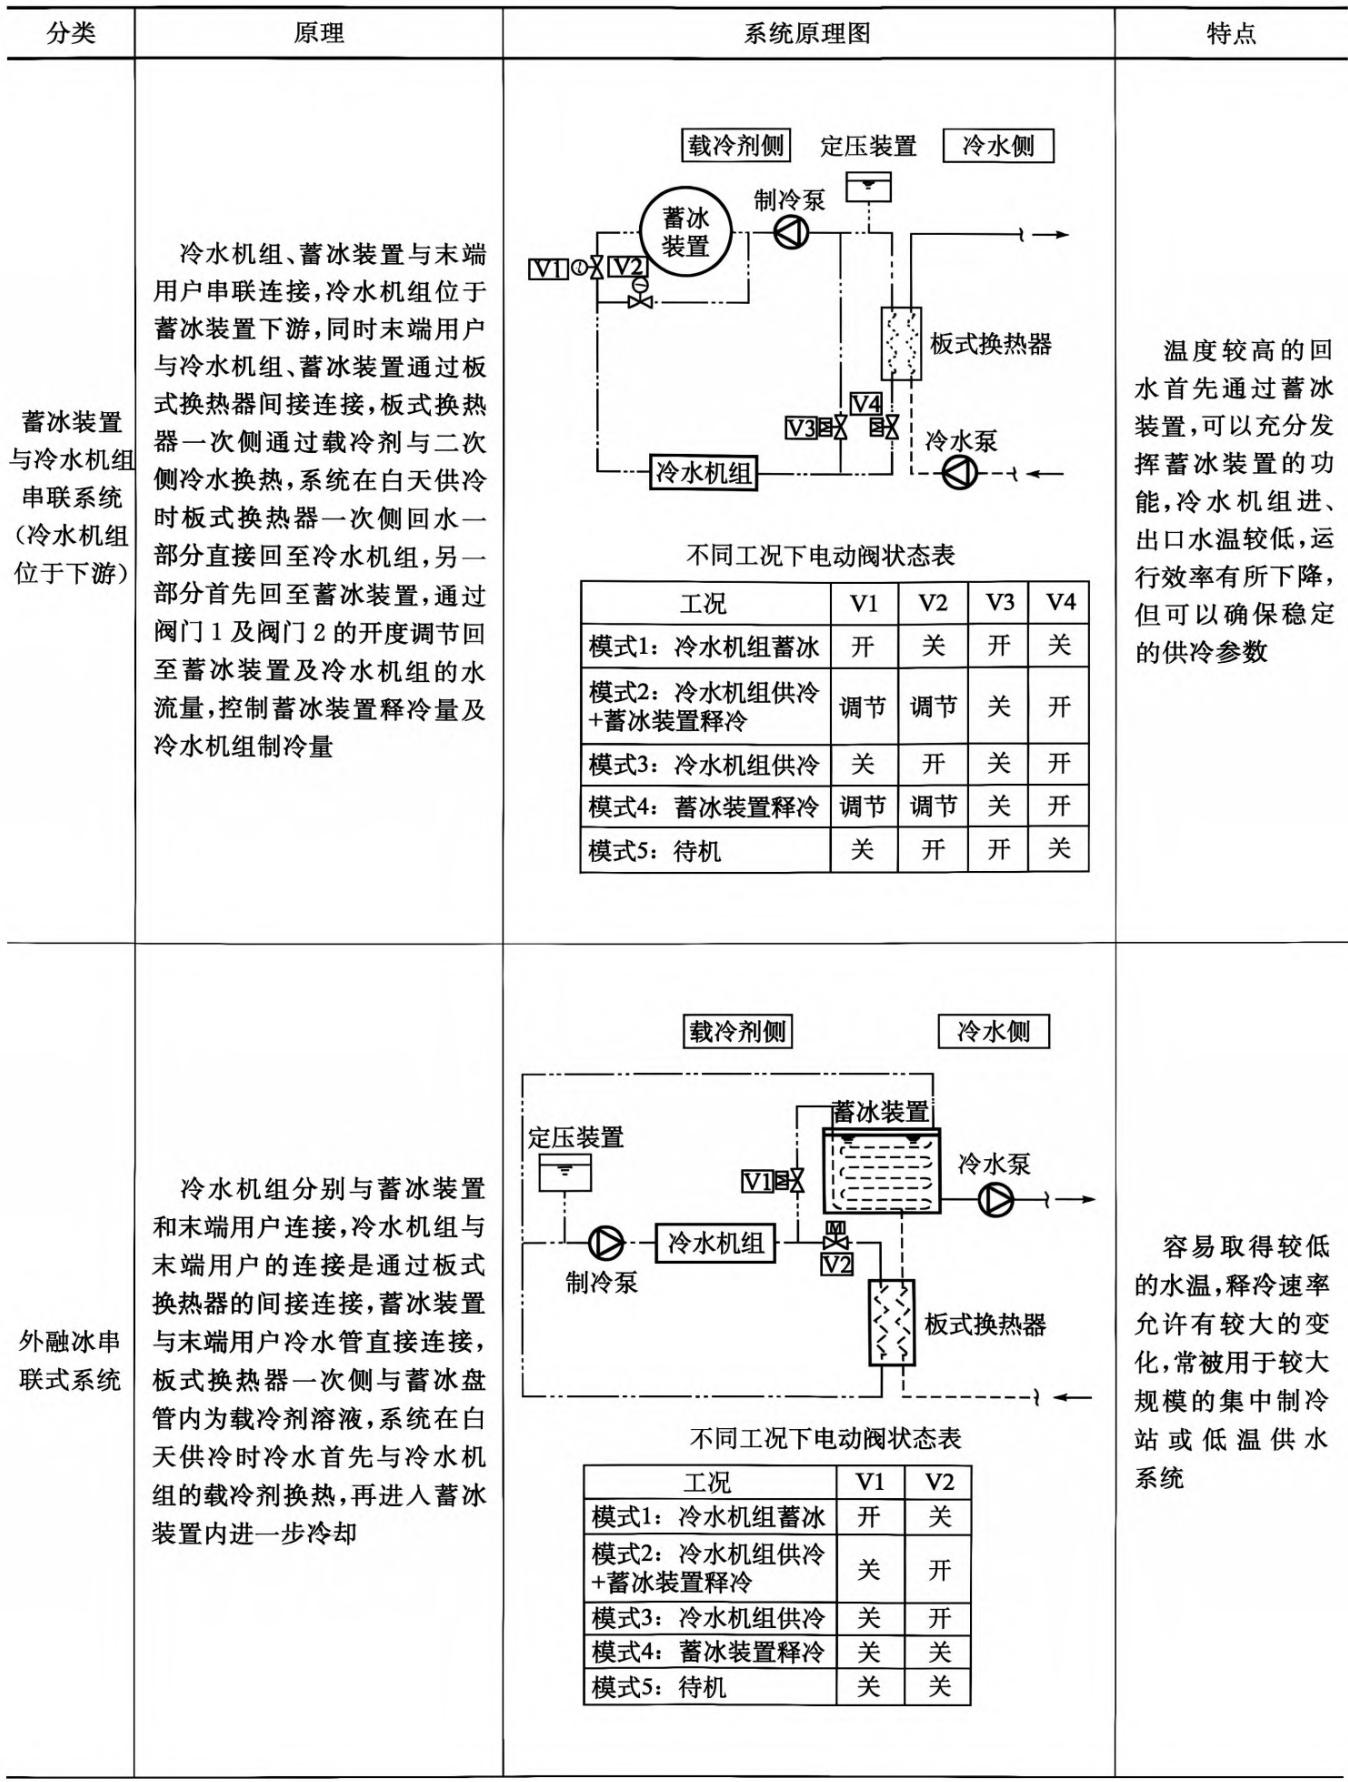 分类 原理 系统原理图 特点
蓄冰装置
与冷水机组
串联系统
(冷水机组
位于下游)
冷水机组、蓄冰装置与末端
用户串联连接,冷水机组位于
蓄冰装置下游,同时末端用户
与冷水机组、蓄冰装置通过板
式换热器间接连接,板式换热
器一次侧通过载冷剂与二次
侧冷水换热,系统在白天供冷
时板式换热器一次侧回水一
部分直接回至冷水机组,另一
部分首先回至蓄冰装置,通过
阀门1及阀门2的开度调节回
至蓄冰装置及冷水机组的水
流量,控制蓄冰装置释冷量及
冷水机组制冷量
载冷剂侧 定压装置 冷水侧
蓄冰
装置
制冷泵
V1 V2
板式换热器
V4
V3
冷水泵
冷水机组
不同工况下电动阀状态表
工况 V1 V2 V3 V4
模式1：冷水机组蓄冰 开 关 开 关
模式2：冷水机组供冷
+蓄冰装置释冷 调节 调节 关 开
模式3：冷水机组供冷 关 开 关 开
模式4：蓄冰装置释冷 调节 调节 关 开
模式5：待机 关 开 开 关
温度较高的回
水首先通过蓄冰
装置,可以充分发
挥蓄冰装置的功
能,冷水机组进、
出口水温较低,运
行效率有所下降,
但可以确保稳定
的供冷参数
外融冰串
联式系统
冷水机组分别与蓄冰装置
和末端用户连接,冷水机组与
末端用户的连接是通过板式
换热器的间接连接,蓄冰装置
与末端用户冷水管直接连接,
板式换热器一次侧与蓄冰盘
管内为载冷剂溶液,系统在白
天供冷时冷水首先与冷水机
组的载冷剂换热,再进入蓄冰
装置内进一步冷却
载冷剂侧 冷水侧
蓄冰装置
定压装置
冷水泵
V1
冷水机组
M
V2
制冷泵
板式换热器
不同工况下电动阀状态表
工况 V1 V2
模式1：冷水机组蓄冰 开 关
模式2：冷水机组供冷
+蓄冰装置释冷 关 开
模式3：冷水机组供冷 关 开
模式4：蓄冰装置释冷 关 关
模式5：待机 关 关
容易取得较低
的水温,释冷速率
允许有较大的变
化,常被用于较大
规模的集中制冷
站或低温供水
系统